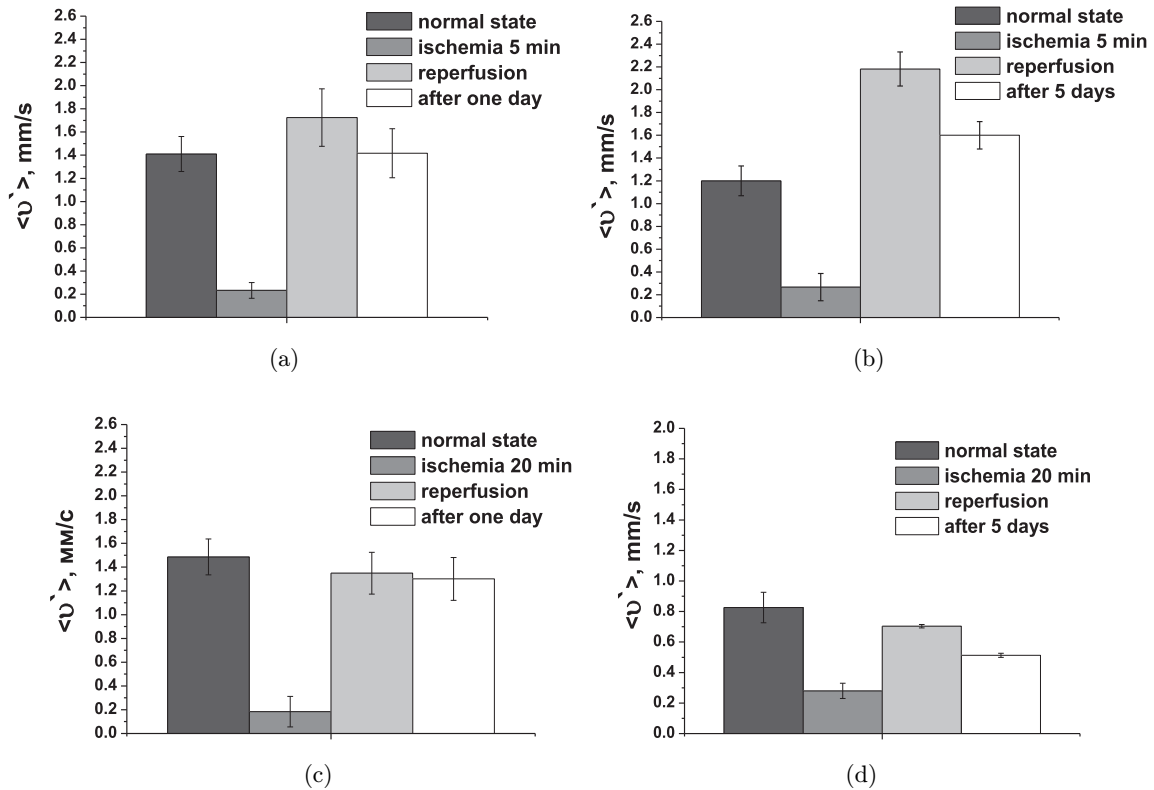 2.6
2.4
2.2
2.0
1.8
1.6
1.4
1.2
1.0
0.8
0.6
0.4
0.2
0.0
<υ`>, mm/s
normal state
ischemia 5 min
reperfusion
after one day
(a)
2.6
2.4
2.2
2.0
1.8
1.6
1.4
1.2
1.0
0.8
0.6
0.4
0.2
0.0
<υ`>, mm/s
normal state
ischemia 5 min
reperfusion
after 5 days
(b)
2.6
2.4
2.2
2.0
1.8
1.6
1.4
1.2
1.0
0.8
0.6
0.4
0.2
0.0
<υ`>, мм/с
normal state
ischemia 20 min
reperfusion
after one day
(c)
2.0
1.8
1.6
1.4
1.2
1.0
0.8
0.6
0.4
0.2
0.0
<υ`>, mm/s
normal state
ischemia 20 min
reperfusion
after 5 days
(d)